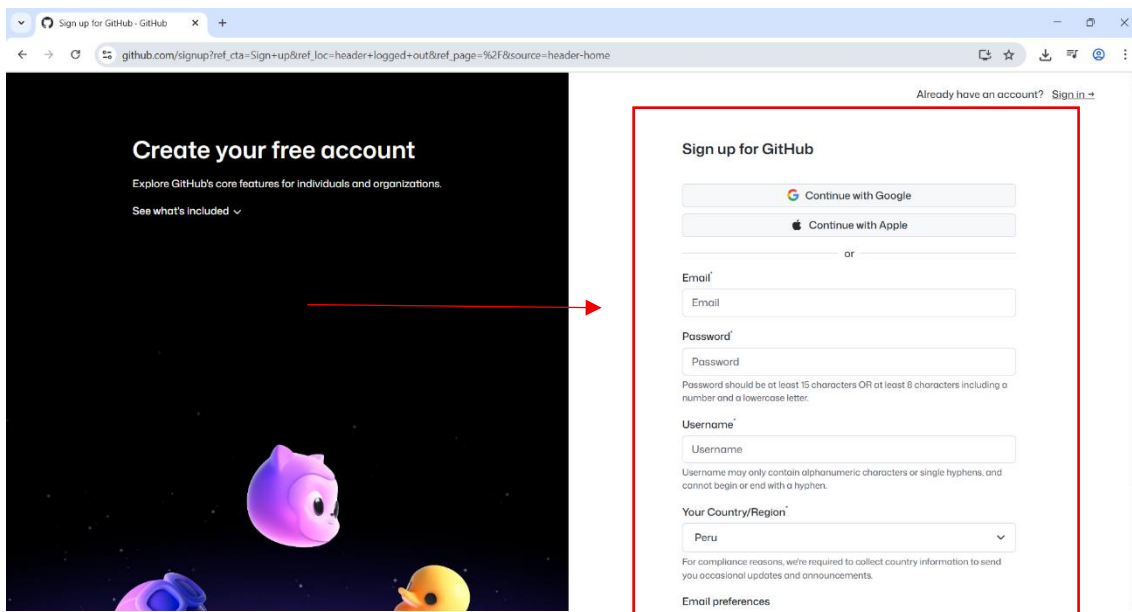 Sign up for GitHub · GitHub
github.com/signup?ref_cta=Sign+up&ref_loc=header+logged+out&ref_page=%2F&source=header-home
Already have an account? Sign in →
Create your free account
Explore GitHub's core features for individuals and organizations.
See what's included
Sign up for GitHub
Continue with Google
Continue with Apple
or
Email*
Email
Password*
Password
Password should be at least 15 characters OR at least 8 characters including a
number and a lowercase letter.
Username*
Username
Username may only contain alphanumeric characters or single hyphens, and
cannot begin or end with a hyphen.
Your Country/Region*
Peru
For compliance reasons, we're required to collect country information to send
you occasional updates and announcements.
Email preferences